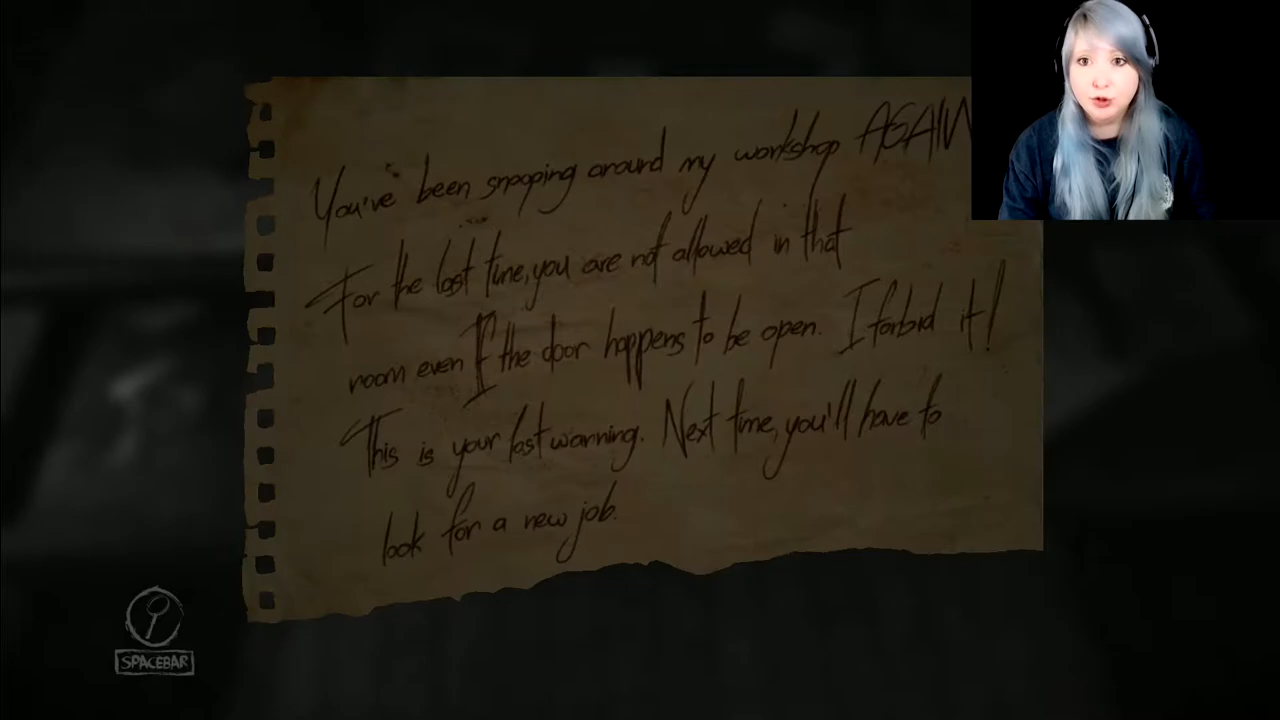 You've been snooping around my workshop AGAIN
For the last time, you are not allowed in that
room even If the door happens to be open. I forbid it!
This is your last warning. Next time, you'll have to
look for a new job.
SPACEBAR